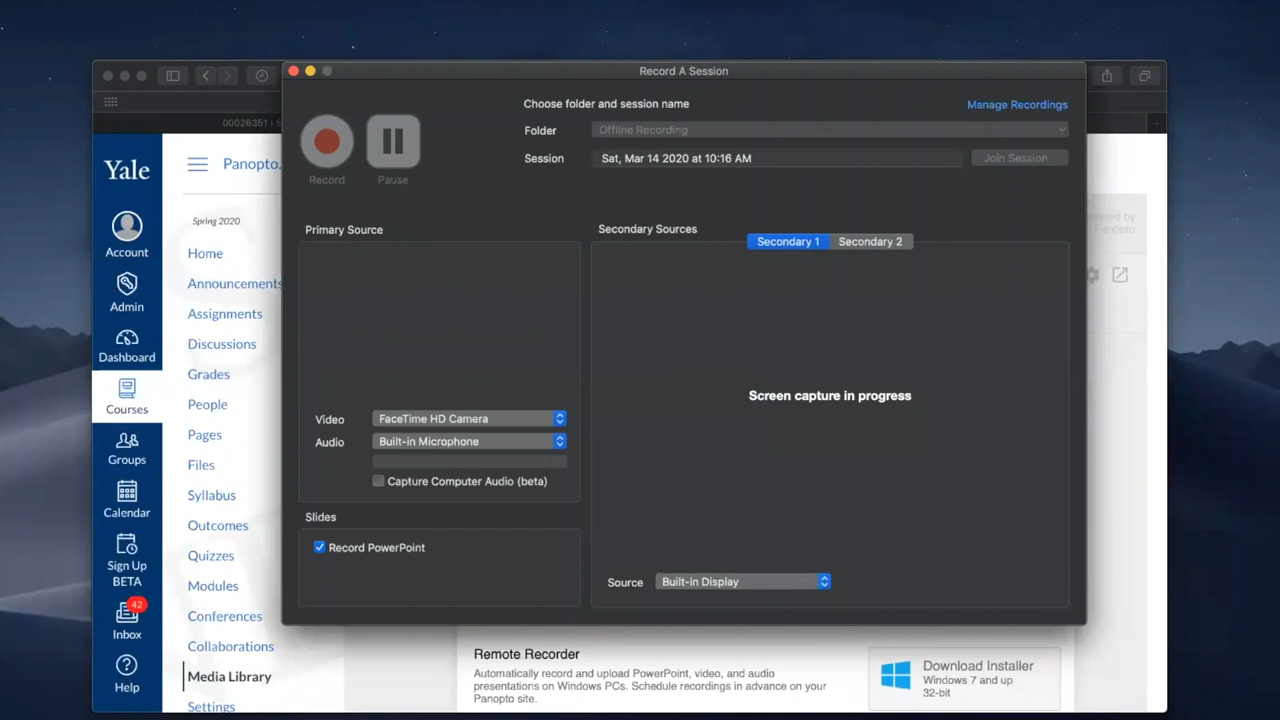 Record A Session
Choose folder and session name
Manage Recordings
Folder
Offline Recording
Session
Sat, Mar 14 2020 at 10:16 AM
Join Session
Record
Pause
Primary Source
Video
FaceTime HD Camera
Audio
Built-in Microphone
Capture Computer Audio (beta)
Slides
Record PowerPoint
Secondary Sources
Secondary 1
Secondary 2
Screen capture in progress
Source
Built-in Display
00026351 | S
Yale
Account
Admin
Dashboard
Courses
Groups
Calendar
Sign Up
BETA
42
Inbox
Help
Panopto.
Spring 2020
Home
Announcements
Assignments
Discussions
Grades
People
Pages
Files
Syllabus
Outcomes
Quizzes
Modules
Conferences
Collaborations
Media Library
Settings
Powered by
Panopto
Remote Recorder
Automatically record and upload PowerPoint, video, and audio
presentations on Windows PCs. Schedule recordings in advance on your
Panopto site.
Download Installer
Windows 7 and up
32-bit